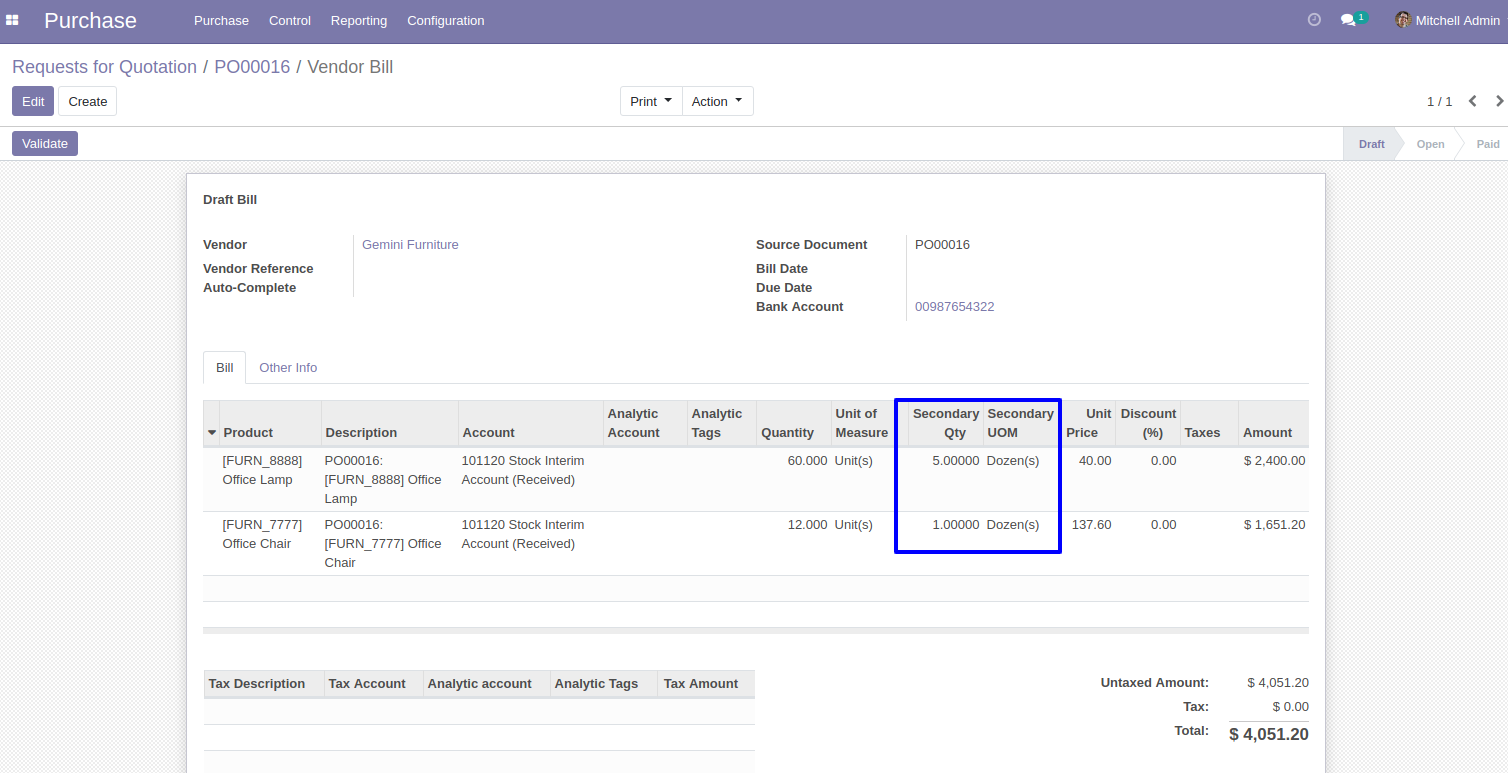 Purchase Purchase Control Reporting Configuration 1 Mitchell Admin
Requests for Quotation / PO00016 / Vendor Bill
Edit Create Print Action 1 / 1
Validate Draft Open Paid
Draft Bill
Vendor Gemini Furniture Source Document PO00016
Vendor Reference Bill Date
Auto-Complete Due Date
Bank Account 00987654322
Bill Other Info
Analytic Analytic Unit of Secondary Secondary Unit Discount
Product Description Account Account Tags Quantity Measure Qty UOM Price (%) Taxes Amount
[FURN_8888] PO00016: 101120 Stock Interim 60.000 Unit(s) 5.00000 Dozen(s) 40.00 0.00 $ 2,400.00
Office Lamp [FURN_8888] Office Account (Received)
Lamp
[FURN_7777] PO00016: 101120 Stock Interim 12.000 Unit(s) 1.00000 Dozen(s) 137.60 0.00 $ 1,651.20
Office Chair [FURN_7777] Office Account (Received)
Chair
Tax Description Tax Account Analytic account Analytic Tags Tax Amount Untaxed Amount: $ 4,051.20
Tax: $ 0.00
Total: $ 4,051.20